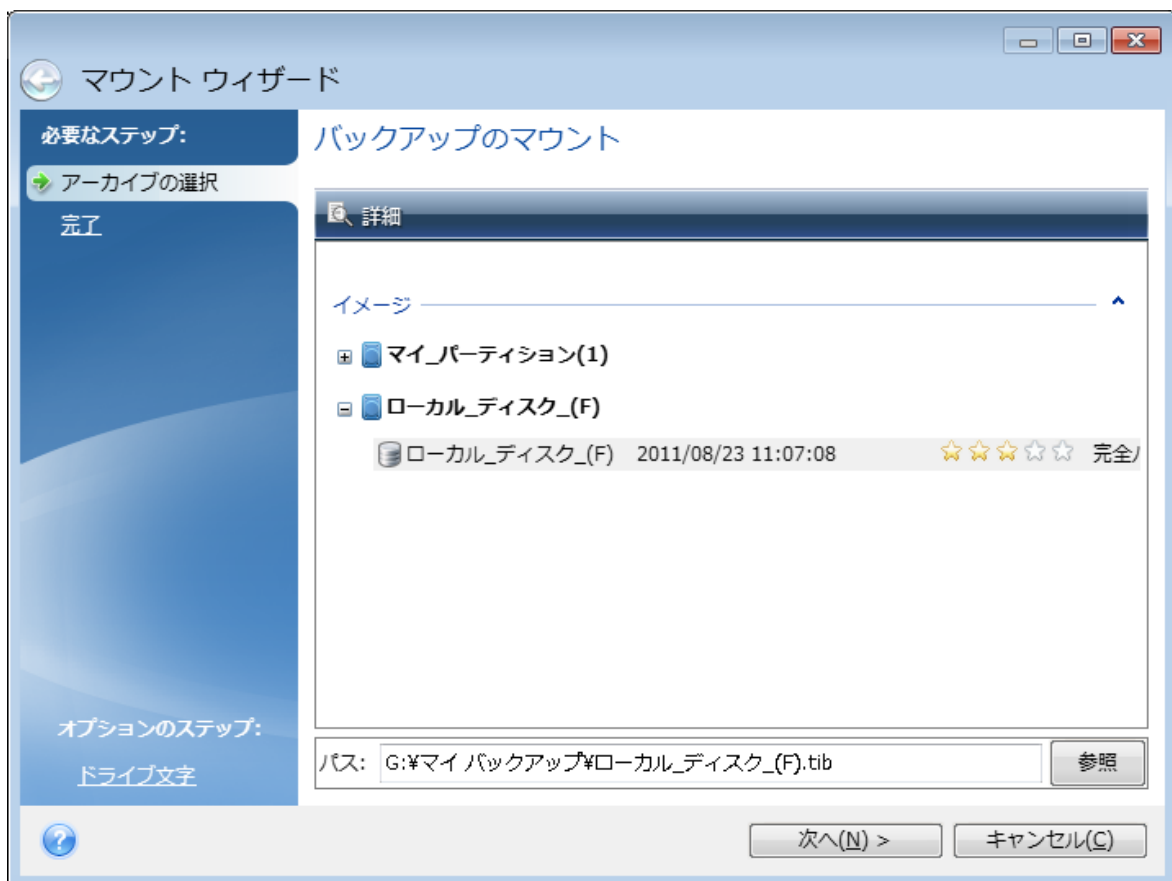 マウント ウィザード
必要なステップ:
アーカイブの選択
完了
オプションのステップ:
ドライブ文字
バックアップのマウント
詳細
イメージ
マイ_パーティション(1)
ローカル_ディスク_(F)
ローカル_ディスク_(F) 2011/08/23 11:07:08 完全
パス: G:¥マイ バックアップ¥ローカル_ディスク_(F).tib 参照
次へ(N) > キャンセル(C)